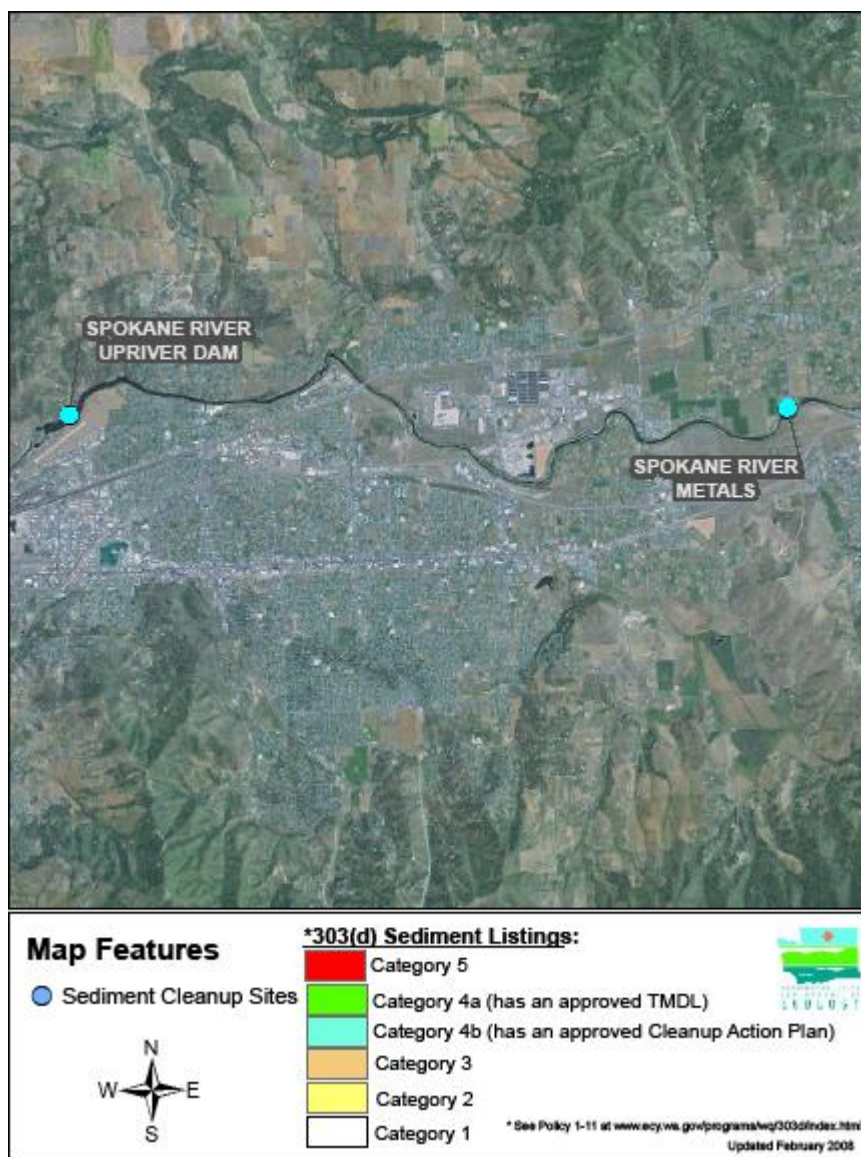 SPOKANE RIVER
UPRIVER DAM
SPOKANE RIVER
METALS
Map Features
Sediment Cleanup Sites
N
W E
S
*303(d) Sediment Listings:
Category 5
Category 4a (has an approved TMDL)
Category 4b (has an approved Cleanup Action Plan)
Category 3
Category 2
Category 1
ECOLOGY
* See Policy 1-11 at www.ecy.wa.gov/programs/wq/303d/index.html
Updated February 2008